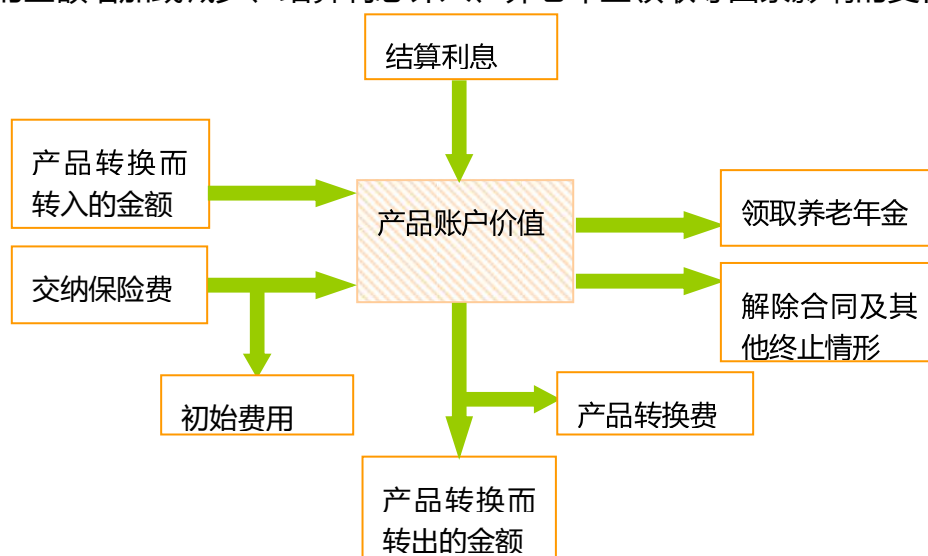 结算利息
产品转换而
转入的金额
产品账户价值
领取养老年金
交纳保险费
解除合同及其
他终止情形
初始费用
产品转换费
产品转换而
转出的金额